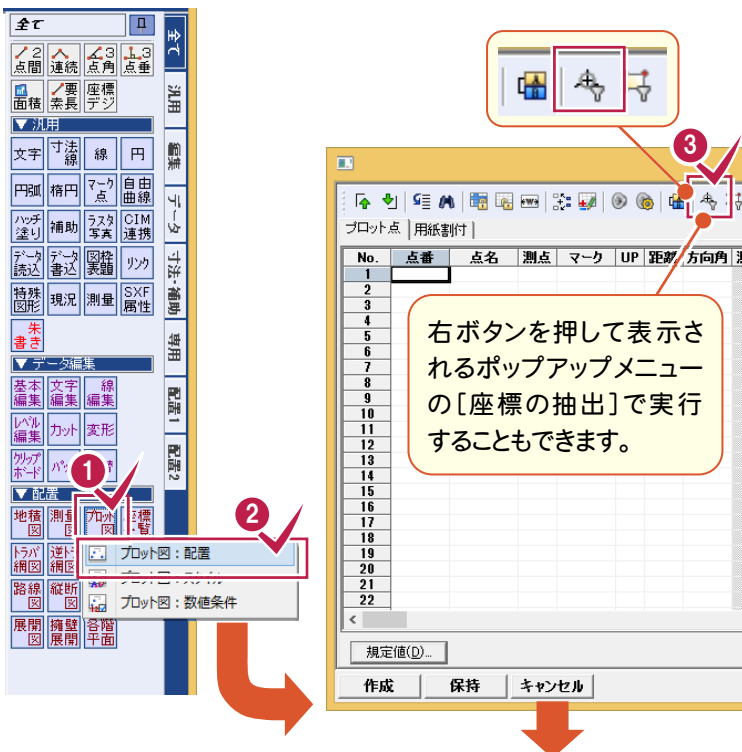 全て
2点間 連続 3点角 3点垂
面積 要素長 座標デジ
▼ 汎用
文字 寸法線 線 円
円弧 楕円 マーク点 自由曲線
ハッチ塗り 補助 ラスタ写真 CIM連携
データ読込 データ書込 図枠表題 リンク
特殊図形 現況 測量 SXF属性
朱書き
▼ データ編集
基本編集 文字編集 線編集
レベル編集 カット 変形
クリップボード
▼ 配置
地積図 プロット図
トラバ網図
路線図 縦断図
展開図 擁壁展開 各階平面
全て
汎用
編集
データ
寸法・補助
専用
配置1
配置2
1
2
プロット図：配置
プロット図：数値条件
3
プロット点 用紙割付
No. 点番 点名 測点 マーク UP 距離 方向角
1
2
3
4
5
6
7
8
9
10
11
12
13
14
15
16
17
18
19
20
21
22
右ボタンを押して表示さ
れるポップアップメニュー
の［座標の抽出］で実行
することもできます。
規定値(D)...
作成 保持 キャンセル